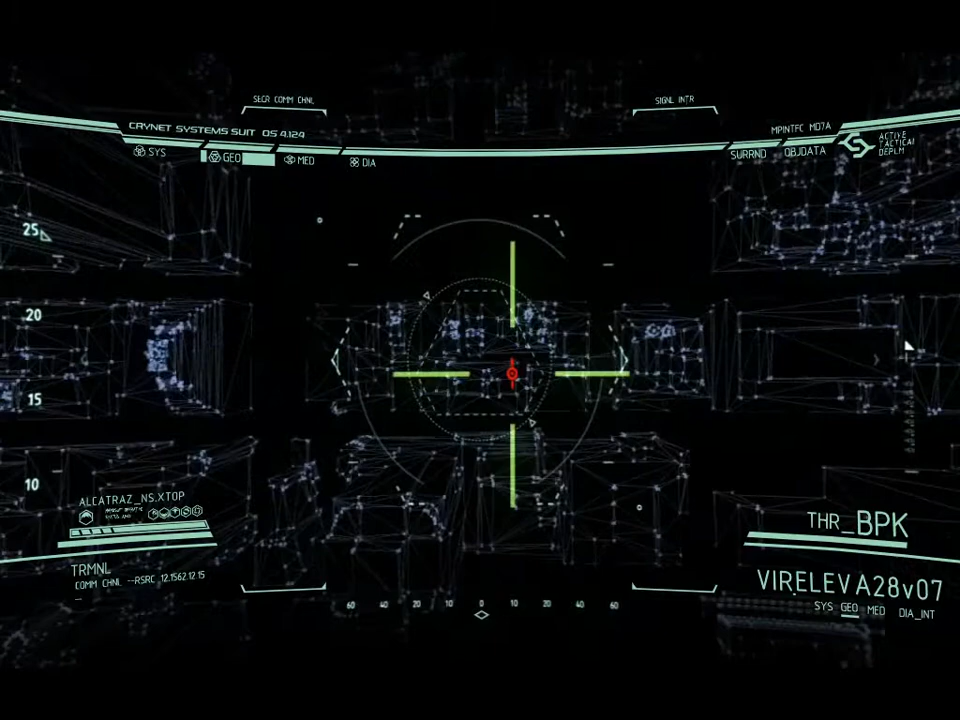 SECR COMM CHNL
SIGNL INTR
CRYNET SYSTEMS SUIT OS 4.124
MPINTFC MD7A
SYS
GEO
MED
DIA
SURRND
OBJDATA
ACTIVE
TACTICAL
DEPLM
25
20
15
10
ALCATRAZ_NS.XTOP
THR_BPK
TRMNL
COMM CHNL --RSRC 12.1562.12.15
VIRELEV A28v07
SYS GEO MED DIA_INT
60 40 20 10 0 10 20 40 60